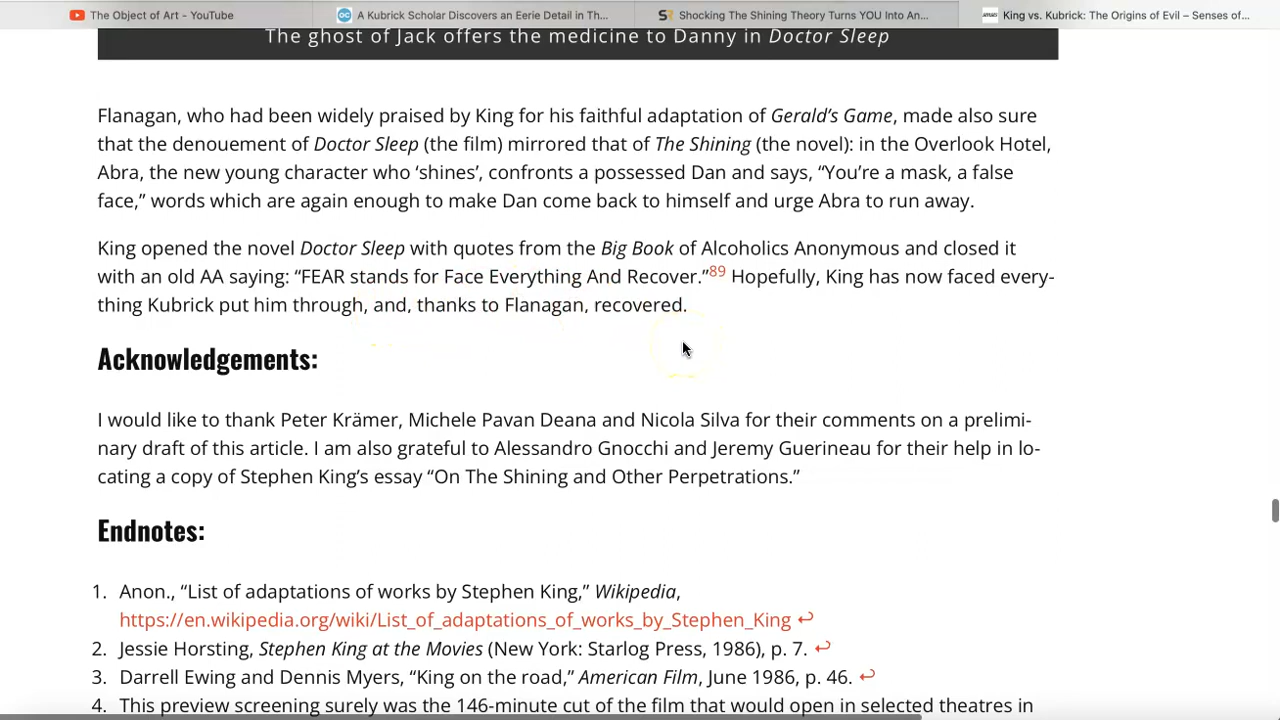 The Object of Art – YouTube
OC A Kubrick Scholar Discovers an Eerie Detail in Th...
SR Shocking The Shining Theory Turns YOU Into An...
King vs. Kubrick: The Origins of Evil – Senses of...
The ghost of Jack offers the medicine to Danny in Doctor Sleep
Flanagan, who had been widely praised by King for his faithful adaptation of Gerald’s Game, made also sure
that the denouement of Doctor Sleep (the film) mirrored that of The Shining (the novel): in the Overlook Hotel,
Abra, the new young character who ‘shines’, confronts a possessed Dan and says, “You’re a mask, a false
face,” words which are again enough to make Dan come back to himself and urge Abra to run away.
King opened the novel Doctor Sleep with quotes from the Big Book of Alcoholics Anonymous and closed it
with an old AA saying: “FEAR stands for Face Everything And Recover.”89 Hopefully, King has now faced every-
thing Kubrick put him through, and, thanks to Flanagan, recovered.
Acknowledgements:
I would like to thank Peter Krämer, Michele Pavan Deana and Nicola Silva for their comments on a prelimi-
nary draft of this article. I am also grateful to Alessandro Gnocchi and Jeremy Guerineau for their help in lo-
cating a copy of Stephen King’s essay “On The Shining and Other Perpetrations.”
Endnotes:
1. Anon., “List of adaptations of works by Stephen King,” Wikipedia,
https://en.wikipedia.org/wiki/List_of_adaptations_of_works_by_Stephen_King ↩
2. Jessie Horsting, Stephen King at the Movies (New York: Starlog Press, 1986), p. 7. ↩
3. Darrell Ewing and Dennis Myers, “King on the road,” American Film, June 1986, p. 46. ↩
4. This preview screening surely was the 146-minute cut of the film that would open in selected theatres in